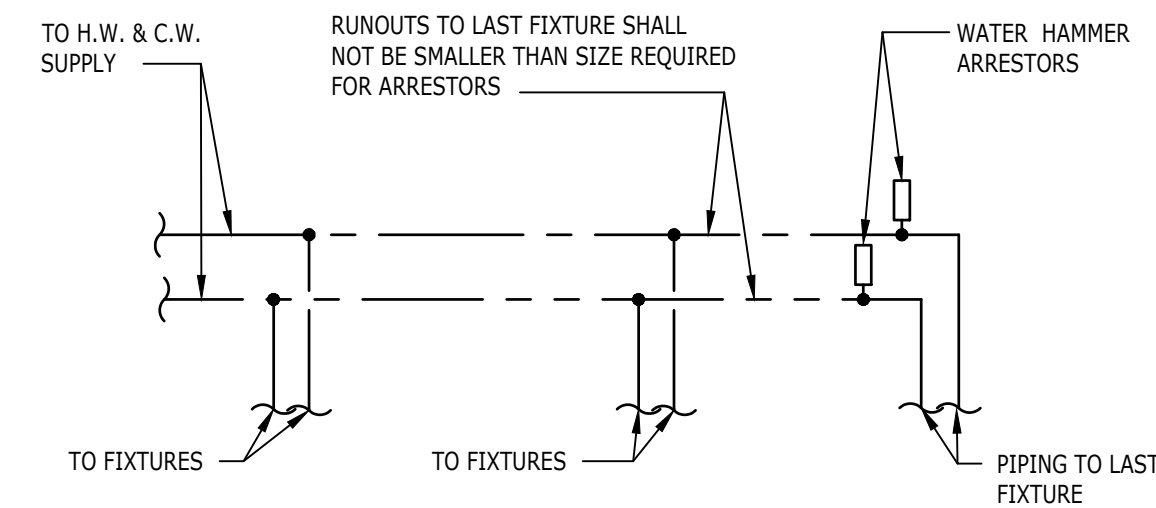 TO H.W. & C.W.
SUPPLY
RUNOUTS TO LAST FIXTURE SHALL
NOT BE SMALLER THAN SIZE REQUIRED
FOR ARRESTORS
WATER HAMMER
ARRESTORS
TO FIXTURES
TO FIXTURES
PIPING TO LAST
FIXTURE